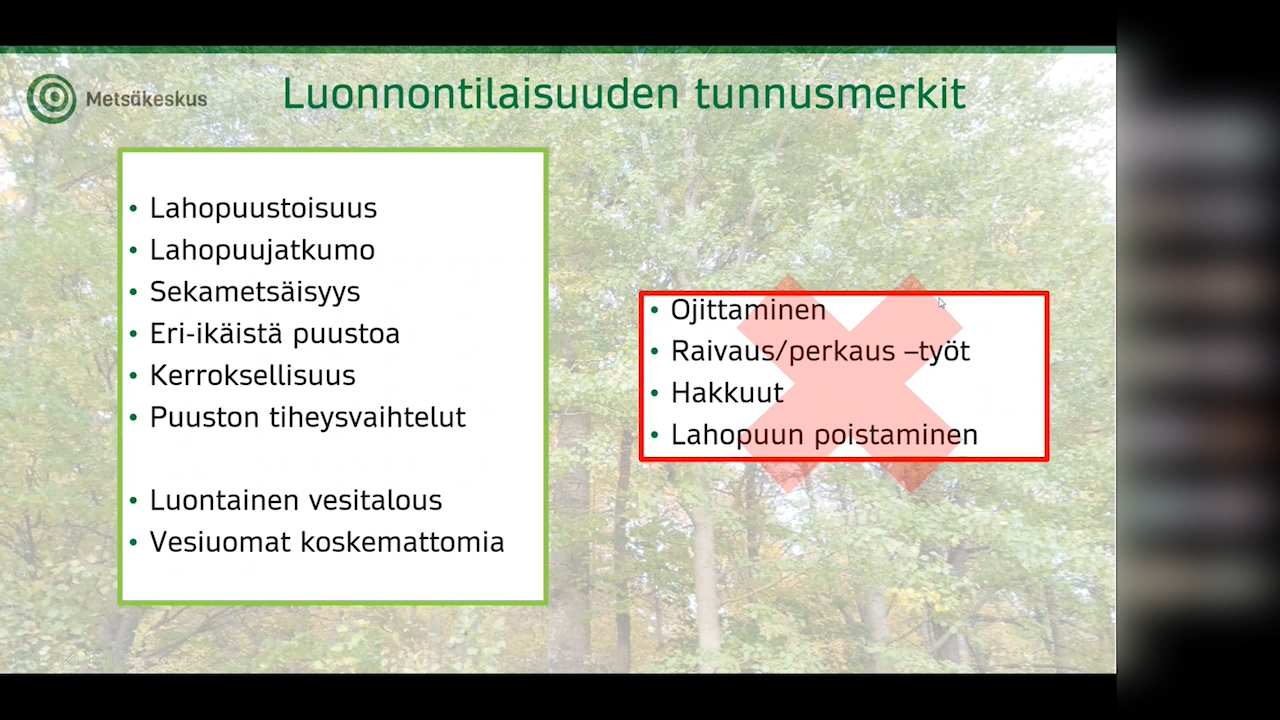 Metsäkeskus
Luonnontilaisuuden tunnusmerkit
• Lahopuustoisuus
• Lahopuujatkumo
• Sekametsäisyys
• Eri-ikäistä puustoa
• Kerroksellisuus
• Puuston tiheysvaihtelut
• Luontainen vesitalous
• Vesiuomat koskemattomia
• Ojittaminen
• Raivaus/perkaus –työt
• Hakkuut
• Lahopuun poistaminen